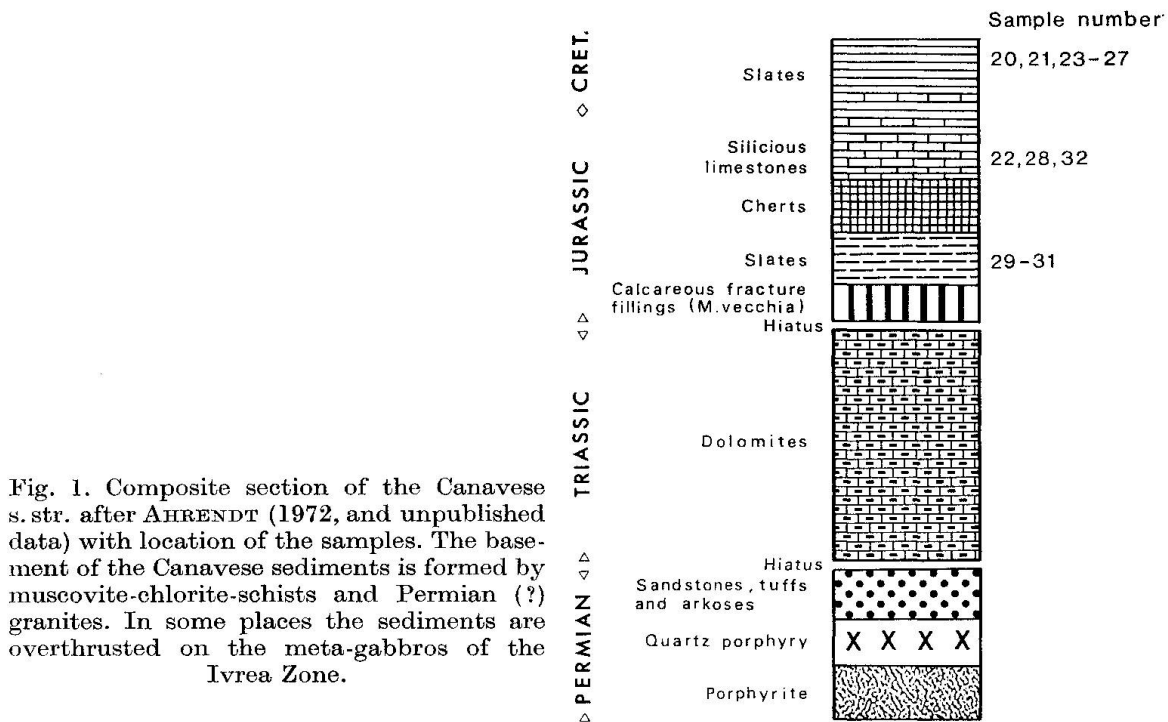 Sample number
20,21,23-27
Slates
Silicious
limestones
22,28,32
Cherts
Slates
29-31
Calcareous fracture
fillings (M.vecchia)
Hiatus
Dolomites
Hiatus
Sandstones, tuffs
and arkoses
Quartz porphyry
X X X X
Porphyrite
△ PERMIAN ◁▷ TRIASSIC ◁▷ JURASSIC ◇ CRET.
Fig. 1. Composite section of the Canavese
s. str. after AHRENDT (1972, and unpublished
data) with location of the samples. The base-
ment of the Canavese sediments is formed by
muscovite-chlorite-schists and Permian (?)
granites. In some places the sediments are
overthrusted on the meta-gabbros of the
Ivrea Zone.